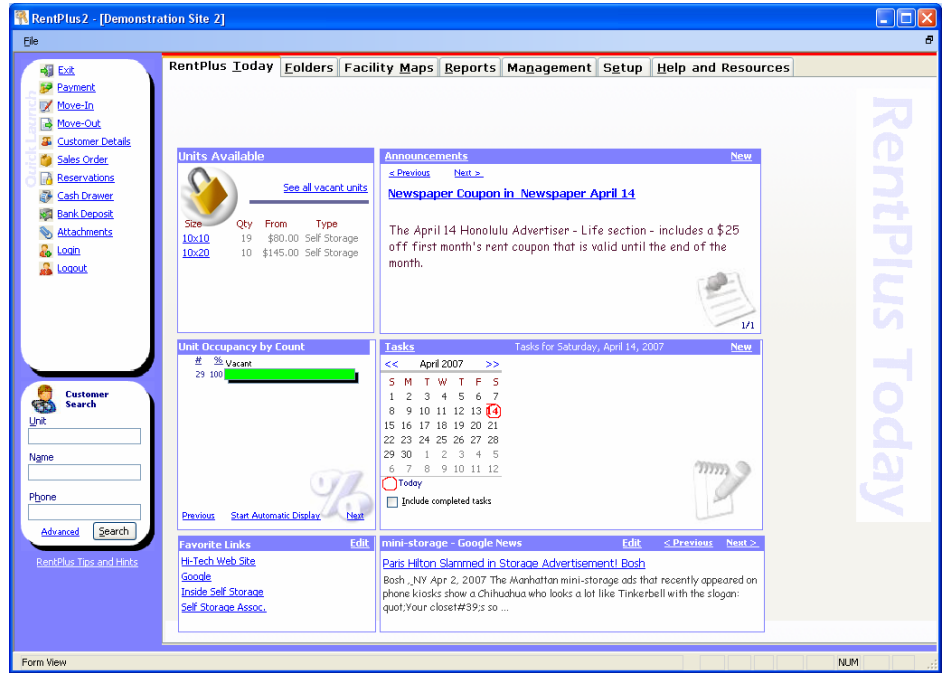 RentPlus2 - [Demonstration Site 2]
File
RentPlus Today Folders Facility Maps Reports Management Setup Help and Resources
Quick Launch
Exit
Payment
Move-In
Move-Out
Customer Details
Sales Order
Reservations
Cash Drawer
Bank Deposit
Attachments
Login
Logout
Customer
Search
Unit
Name
Phone
Advanced Search
RentPlus Tips and Hints
Units Available
See all vacant units
Size Qty From Type
10x10 19 $80.00 Self Storage
10x20 10 $145.00 Self Storage
Announcements New
< Previous Next >
Newspaper Coupon in Newspaper April 14
The April 14 Honolulu Advertiser - Life section - includes a $25
off first month's rent coupon that is valid until the end of the
month.
1/1
Unit Occupancy by Count
# % Vacant
29 100
Previous Start Automatic Display Next
Tasks Tasks for Saturday, April 14, 2007 New
<< April 2007 >>
S M T W T F S
1 2 3 4 5 6 7
8 9 10 11 12 13 14
15 16 17 18 19 20 21
22 23 24 25 26 27 28
29 30 1 2 3 4 5
6 7 8 9 10 11 12
Today
Include completed tasks
Favorite Links Edit
Hi-Tech Web Site
Google
Inside Self Storage
Self Storage Assoc.
mini-storage - Google News Edit < Previous Next >
Paris Hilton Slammed in Storage Advertisement! Bosh
Bosh ,NY Apr 2, 2007 The Manhattan mini-storage ads that recently appeared on
phone kiosks show a Chihuahua who looks a lot like Tinkerbell with the slogan:
quot;Your closet#39;s so ...
RentPlus Today
Form View NUM